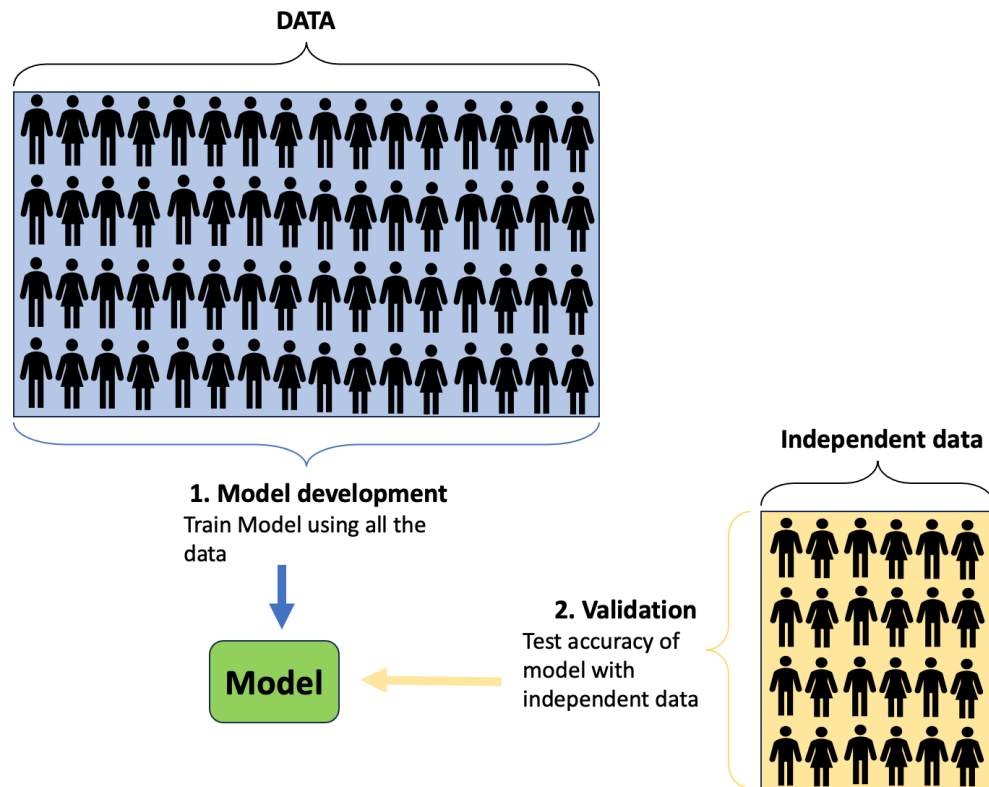 DATA
1. Model development
Train Model using all the
data
Independent data
2. Validation
Test accuracy of
model with
independent data
Model